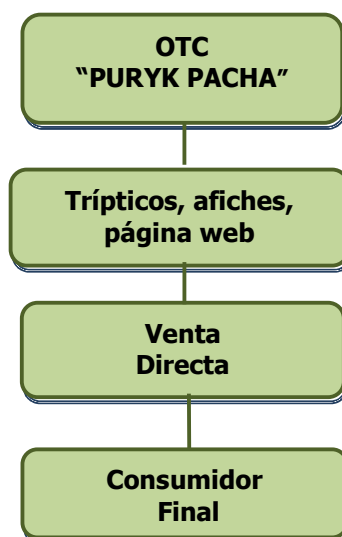 OTC
“PURYK PACHA”
Trípticos, afiches,
página web
Venta
Directa
Consumidor
Final